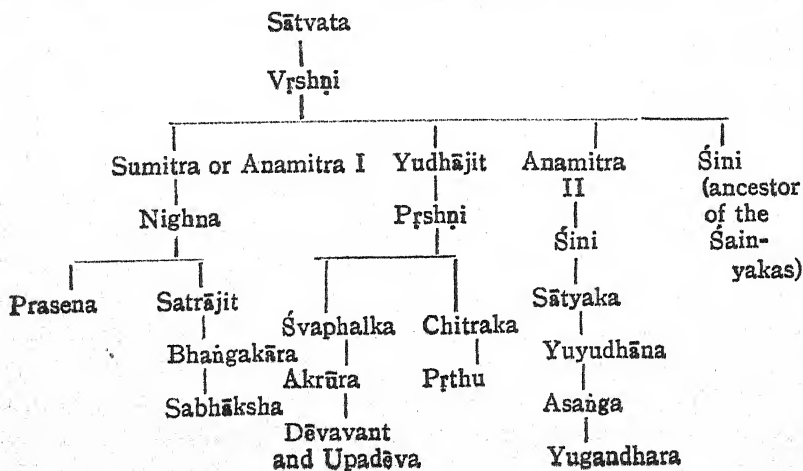 Sātvata
Vṛshṇi
Sumitra or Anamitra I Yudhājit Anamitra II Śini (ancestor of the Śain-yakas)
Nighna Pṛshṇi Śini
Prasena Satrājit Śvaphalka Chitraka Sātyaka
Bhaṅgakāra Akrūra Pṛthu Yuyudhāna
Sabhāksha Dēvavant and Upadēva Asaṅga
Yugandhara